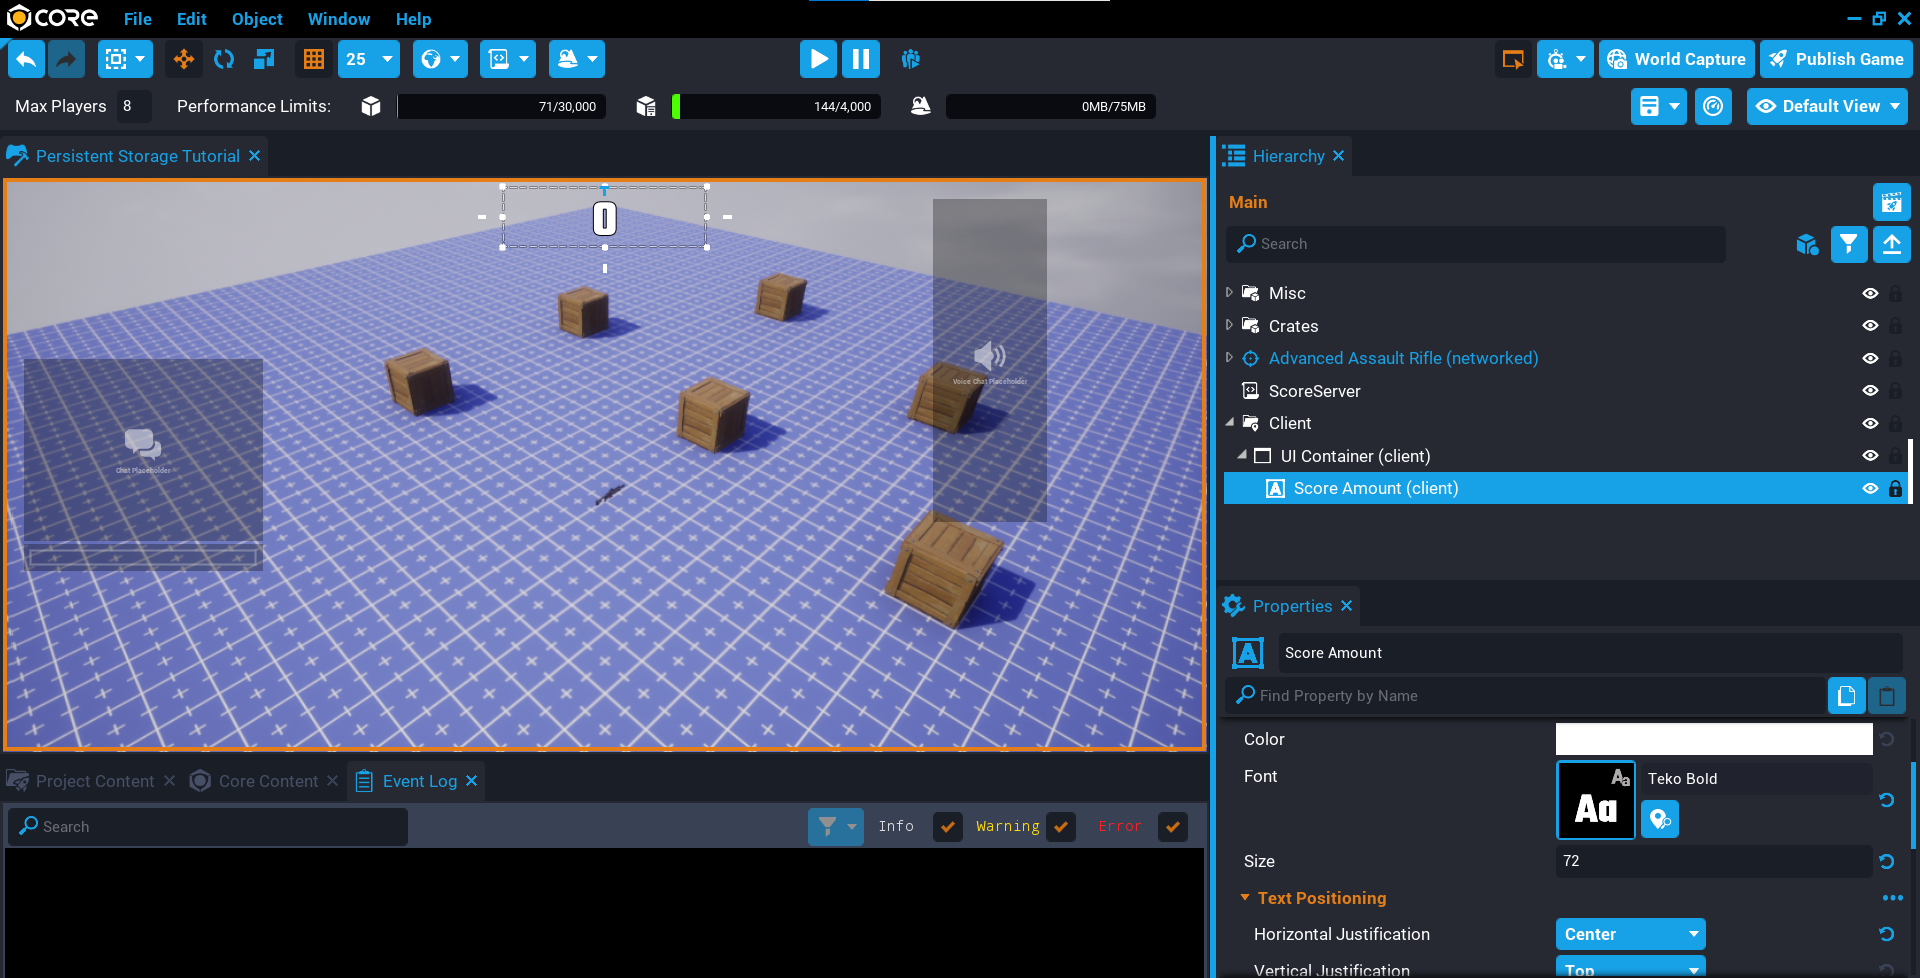 CORE File Edit Object Window Help
25 World Capture Publish Game
Max Players 8 Performance Limits: 71/30,000 144/4,000 0MB/75MB Default View
Persistent Storage Tutorial Hierarchy
Main
Search
Misc
Crates
Advanced Assault Rifle (networked)
ScoreServer
Client
UI Container (client)
A Score Amount (client)
0
Voice Chat Placeholder
Chat Placeholder
Properties
A Score Amount
Find Property by Name
Color
Font Aa Aa Teko Bold
Size 72
Text Positioning
Horizontal Justification Center
Vertical Justification Top
Project Content Core Content Event Log
Search Info Warning Error